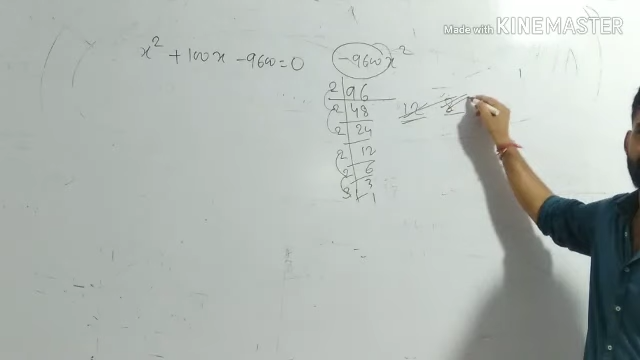 Made with KINEMASTER
x² + 100x - 9600 = 0
-9600x²
2 | 96
2 | 48
2 | 24
2 | 12
2 | 6
3 | 3
1
12 8